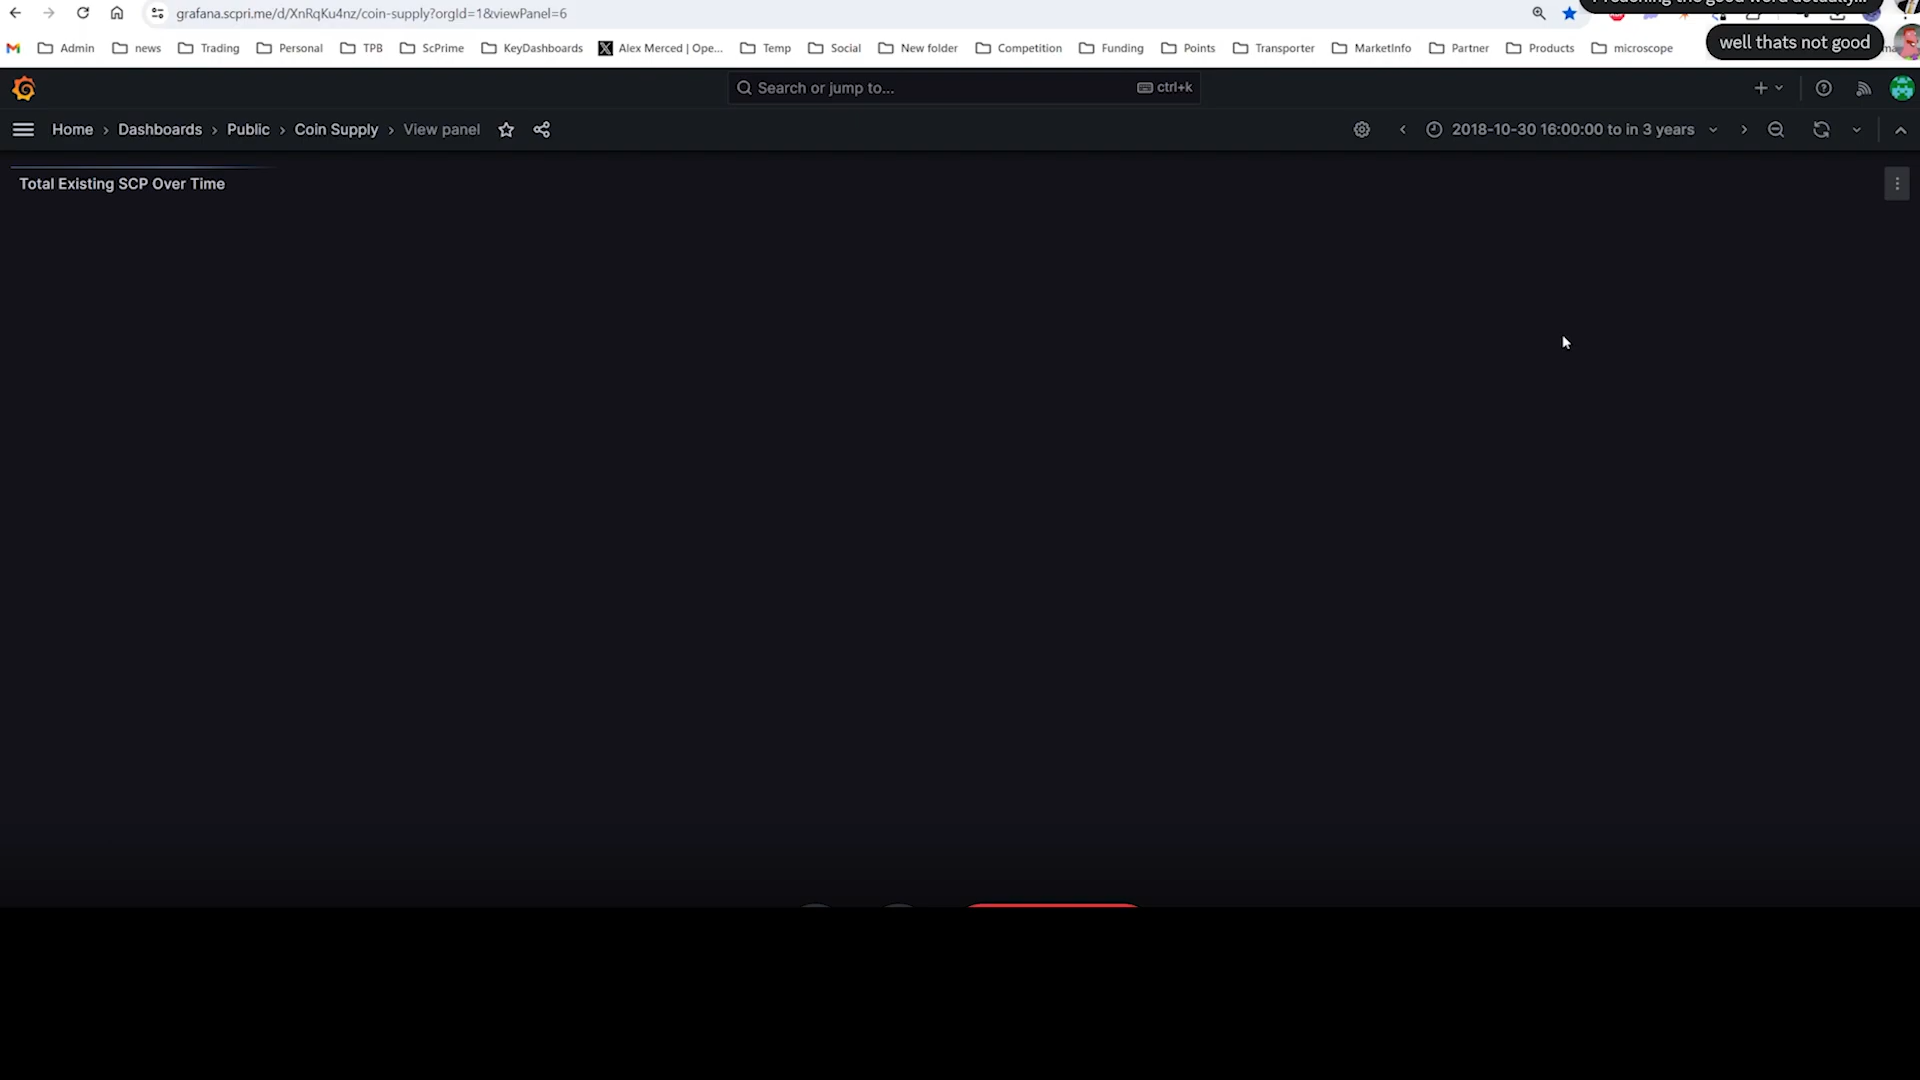 grafana.scpri.me/d/XnRqKu4nz/coin-supply?orgId=1&viewPanel=6
Admin news Trading Personal TPB ScPrime KeyDashboards Alex Merced | Ope... Temp Social New folder Competition Funding Points Transporter MarketInfo Partner Products microscope
well thats not good
Search or jump to... ctrl+k
Home › Dashboards › Public › Coin Supply › View panel
2018-10-30 16:00:00 to in 3 years
Total Existing SCP Over Time